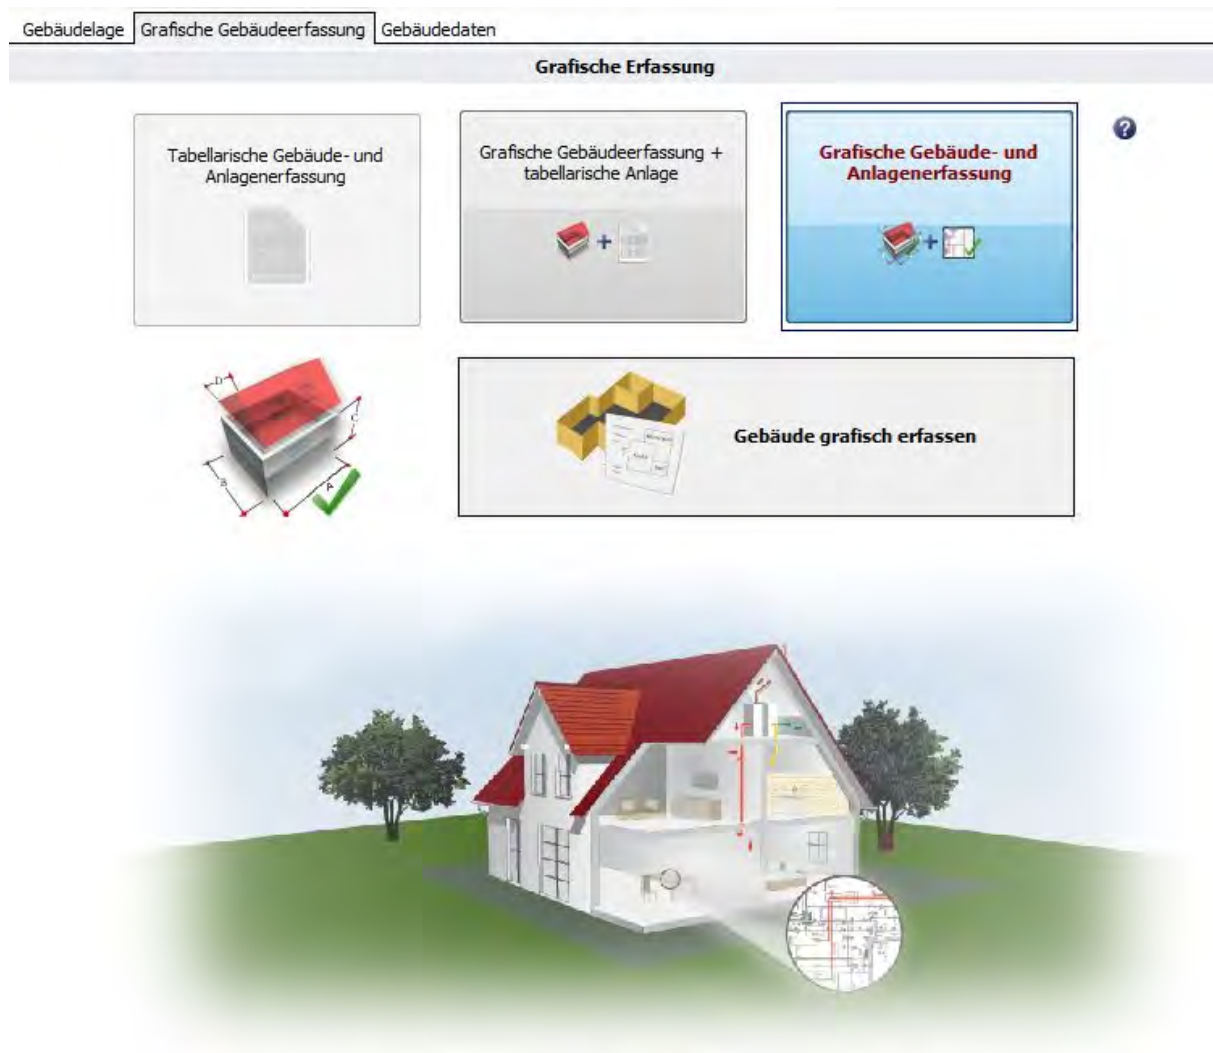 Gebäudelage Grafische Gebäudeerfassung Gebäudedaten
Grafische Erfassung
Tabellarische Gebäude- und
Anlagenerfassung
Grafische Gebäudeerfassung +
tabellarische Anlage
Grafische Gebäude- und
Anlagenerfassung
?
+
+
D
C
B
A
Gebäude grafisch erfassen